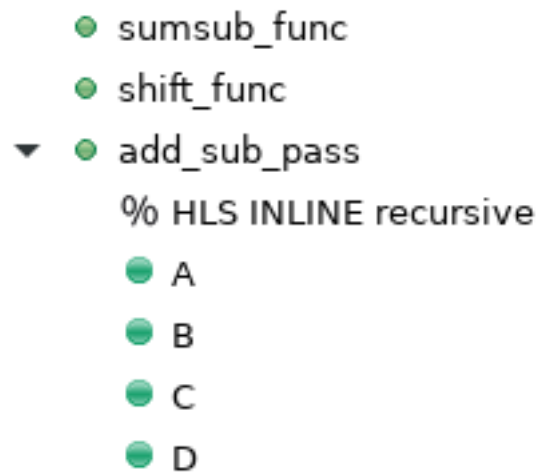 sumsub_func
shift_func
add_sub_pass
% HLS INLINE recursive
A
B
C
D